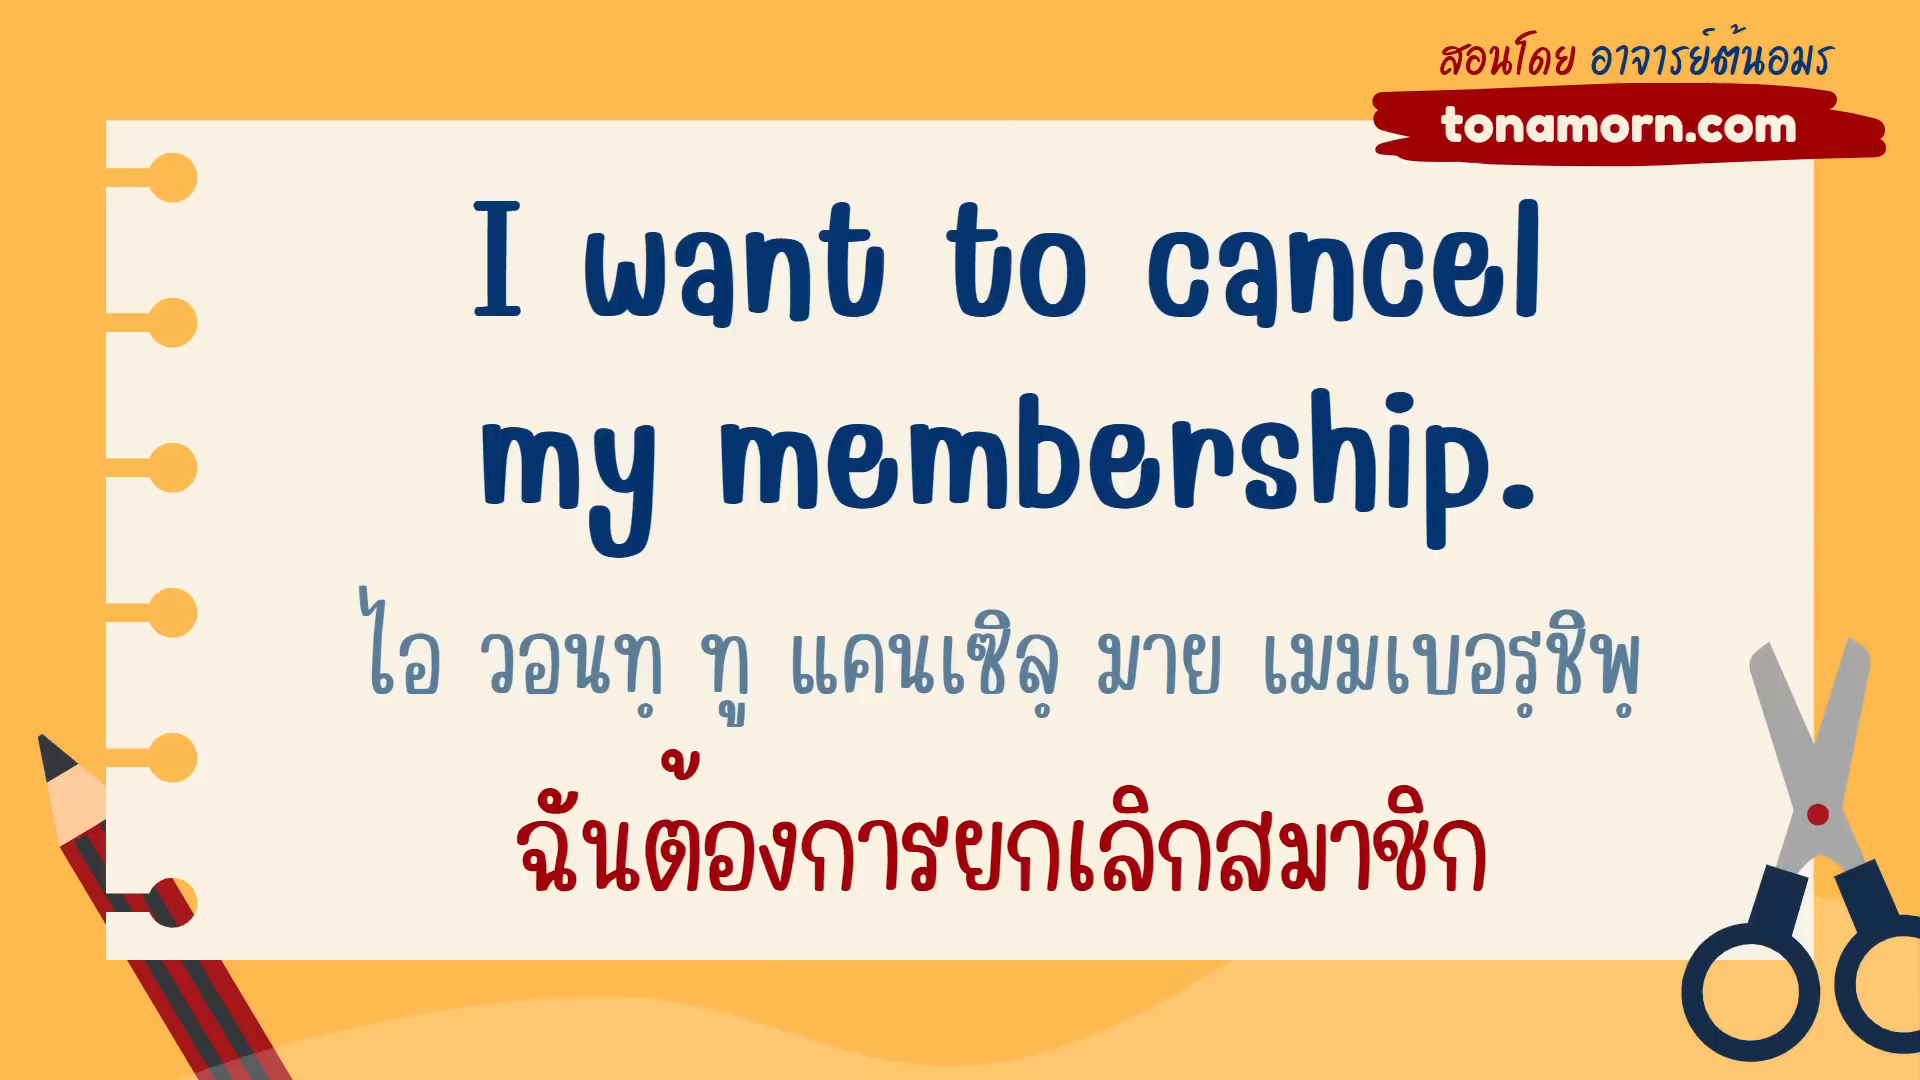 สอนโดย อาจารย์ต้นอมร
tonamorn.com
I want to cancel
my membership.
ไอ วอนทฺ ทู แคนเซิลฺ มาย เมมเบอรฺชิพฺ
ฉันต้องการยกเลิกสมาชิก